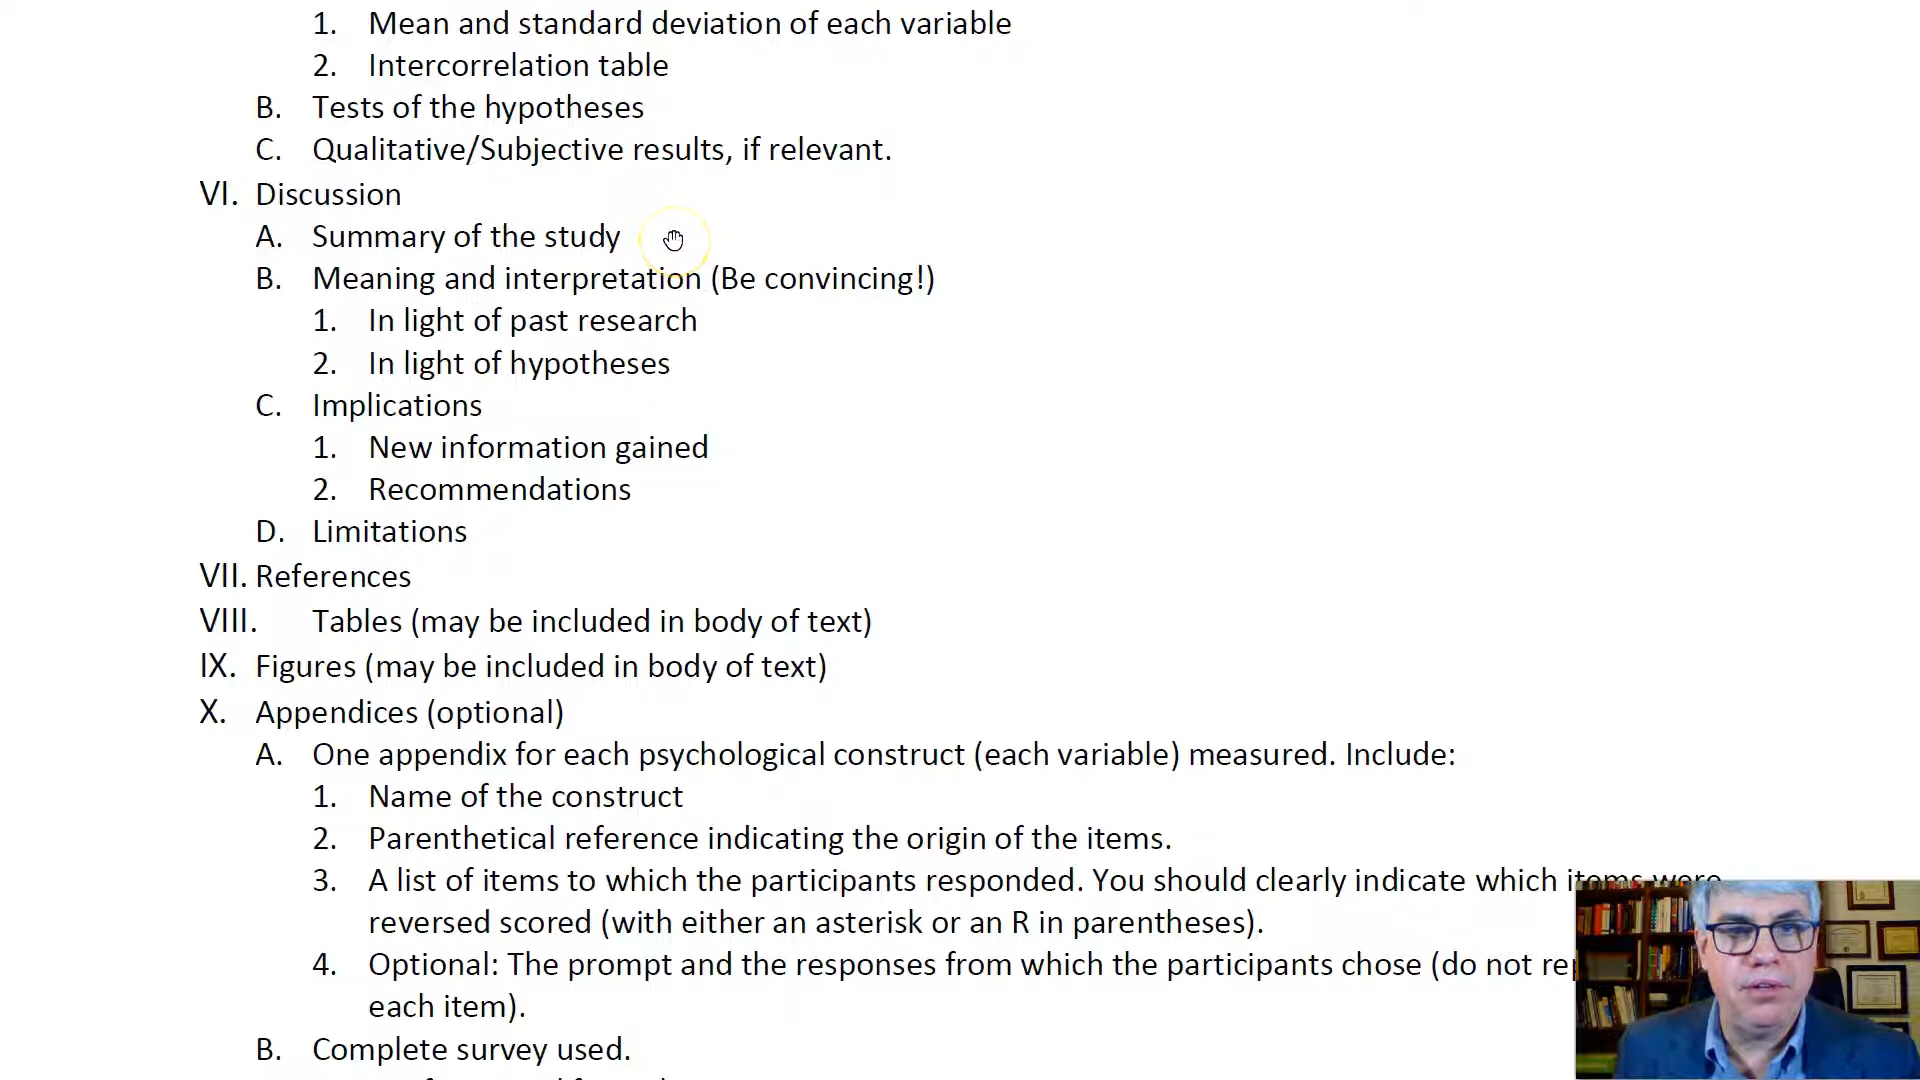 1. Mean and standard deviation of each variable
2. Intercorrelation table
B. Tests of the hypotheses
C. Qualitative/Subjective results, if relevant.
VI. Discussion
A. Summary of the study
B. Meaning and interpretation (Be convincing!)
1. In light of past research
2. In light of hypotheses
C. Implications
1. New information gained
2. Recommendations
D. Limitations
VII. References
VIII. Tables (may be included in body of text)
IX. Figures (may be included in body of text)
X. Appendices (optional)
A. One appendix for each psychological construct (each variable) measured. Include:
1. Name of the construct
2. Parenthetical reference indicating the origin of the items.
3. A list of items to which the participants responded. You should clearly indicate which items were
reversed scored (with either an asterisk or an R in parentheses).
4. Optional: The prompt and the responses from which the participants chose (do not
each item).
B. Complete survey used.